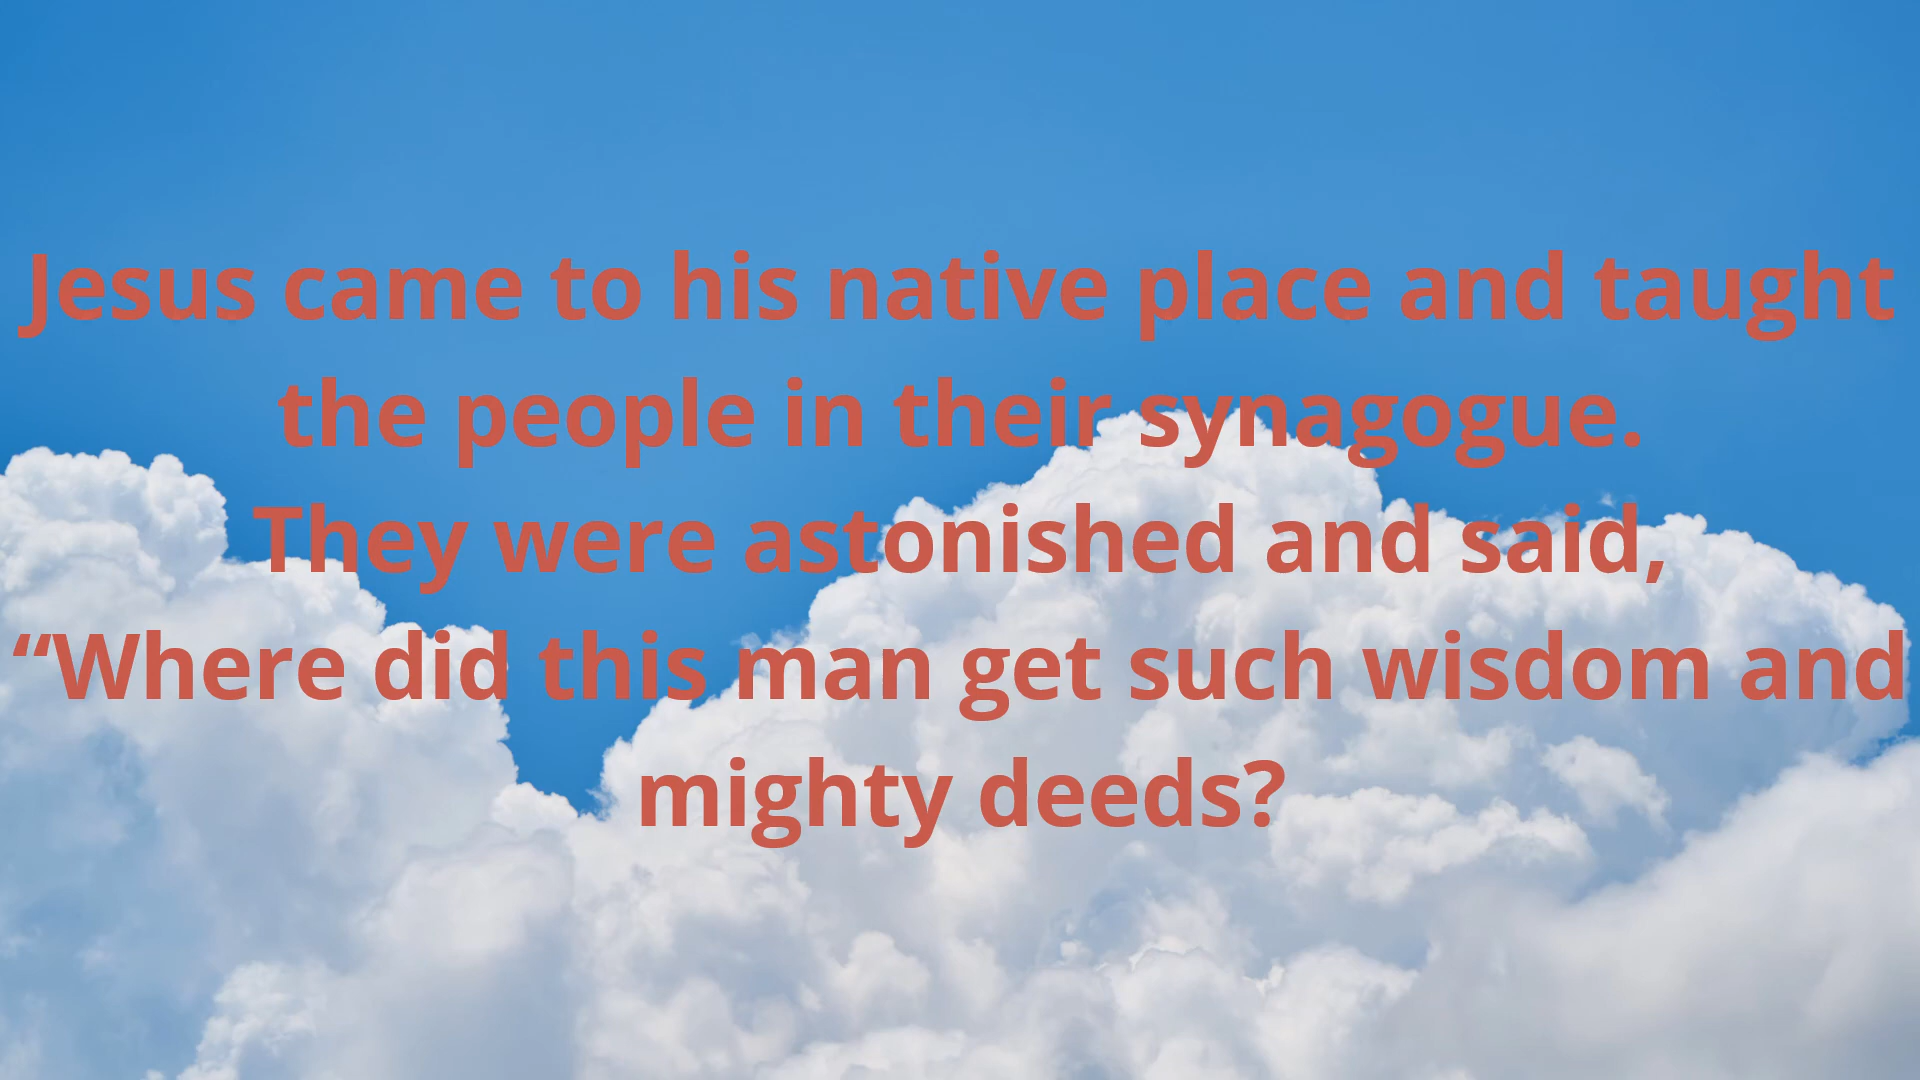 Jesus came to his native place and taught
the people in their synagogue.
They were astonished and said,
“Where did this man get such wisdom and
mighty deeds?